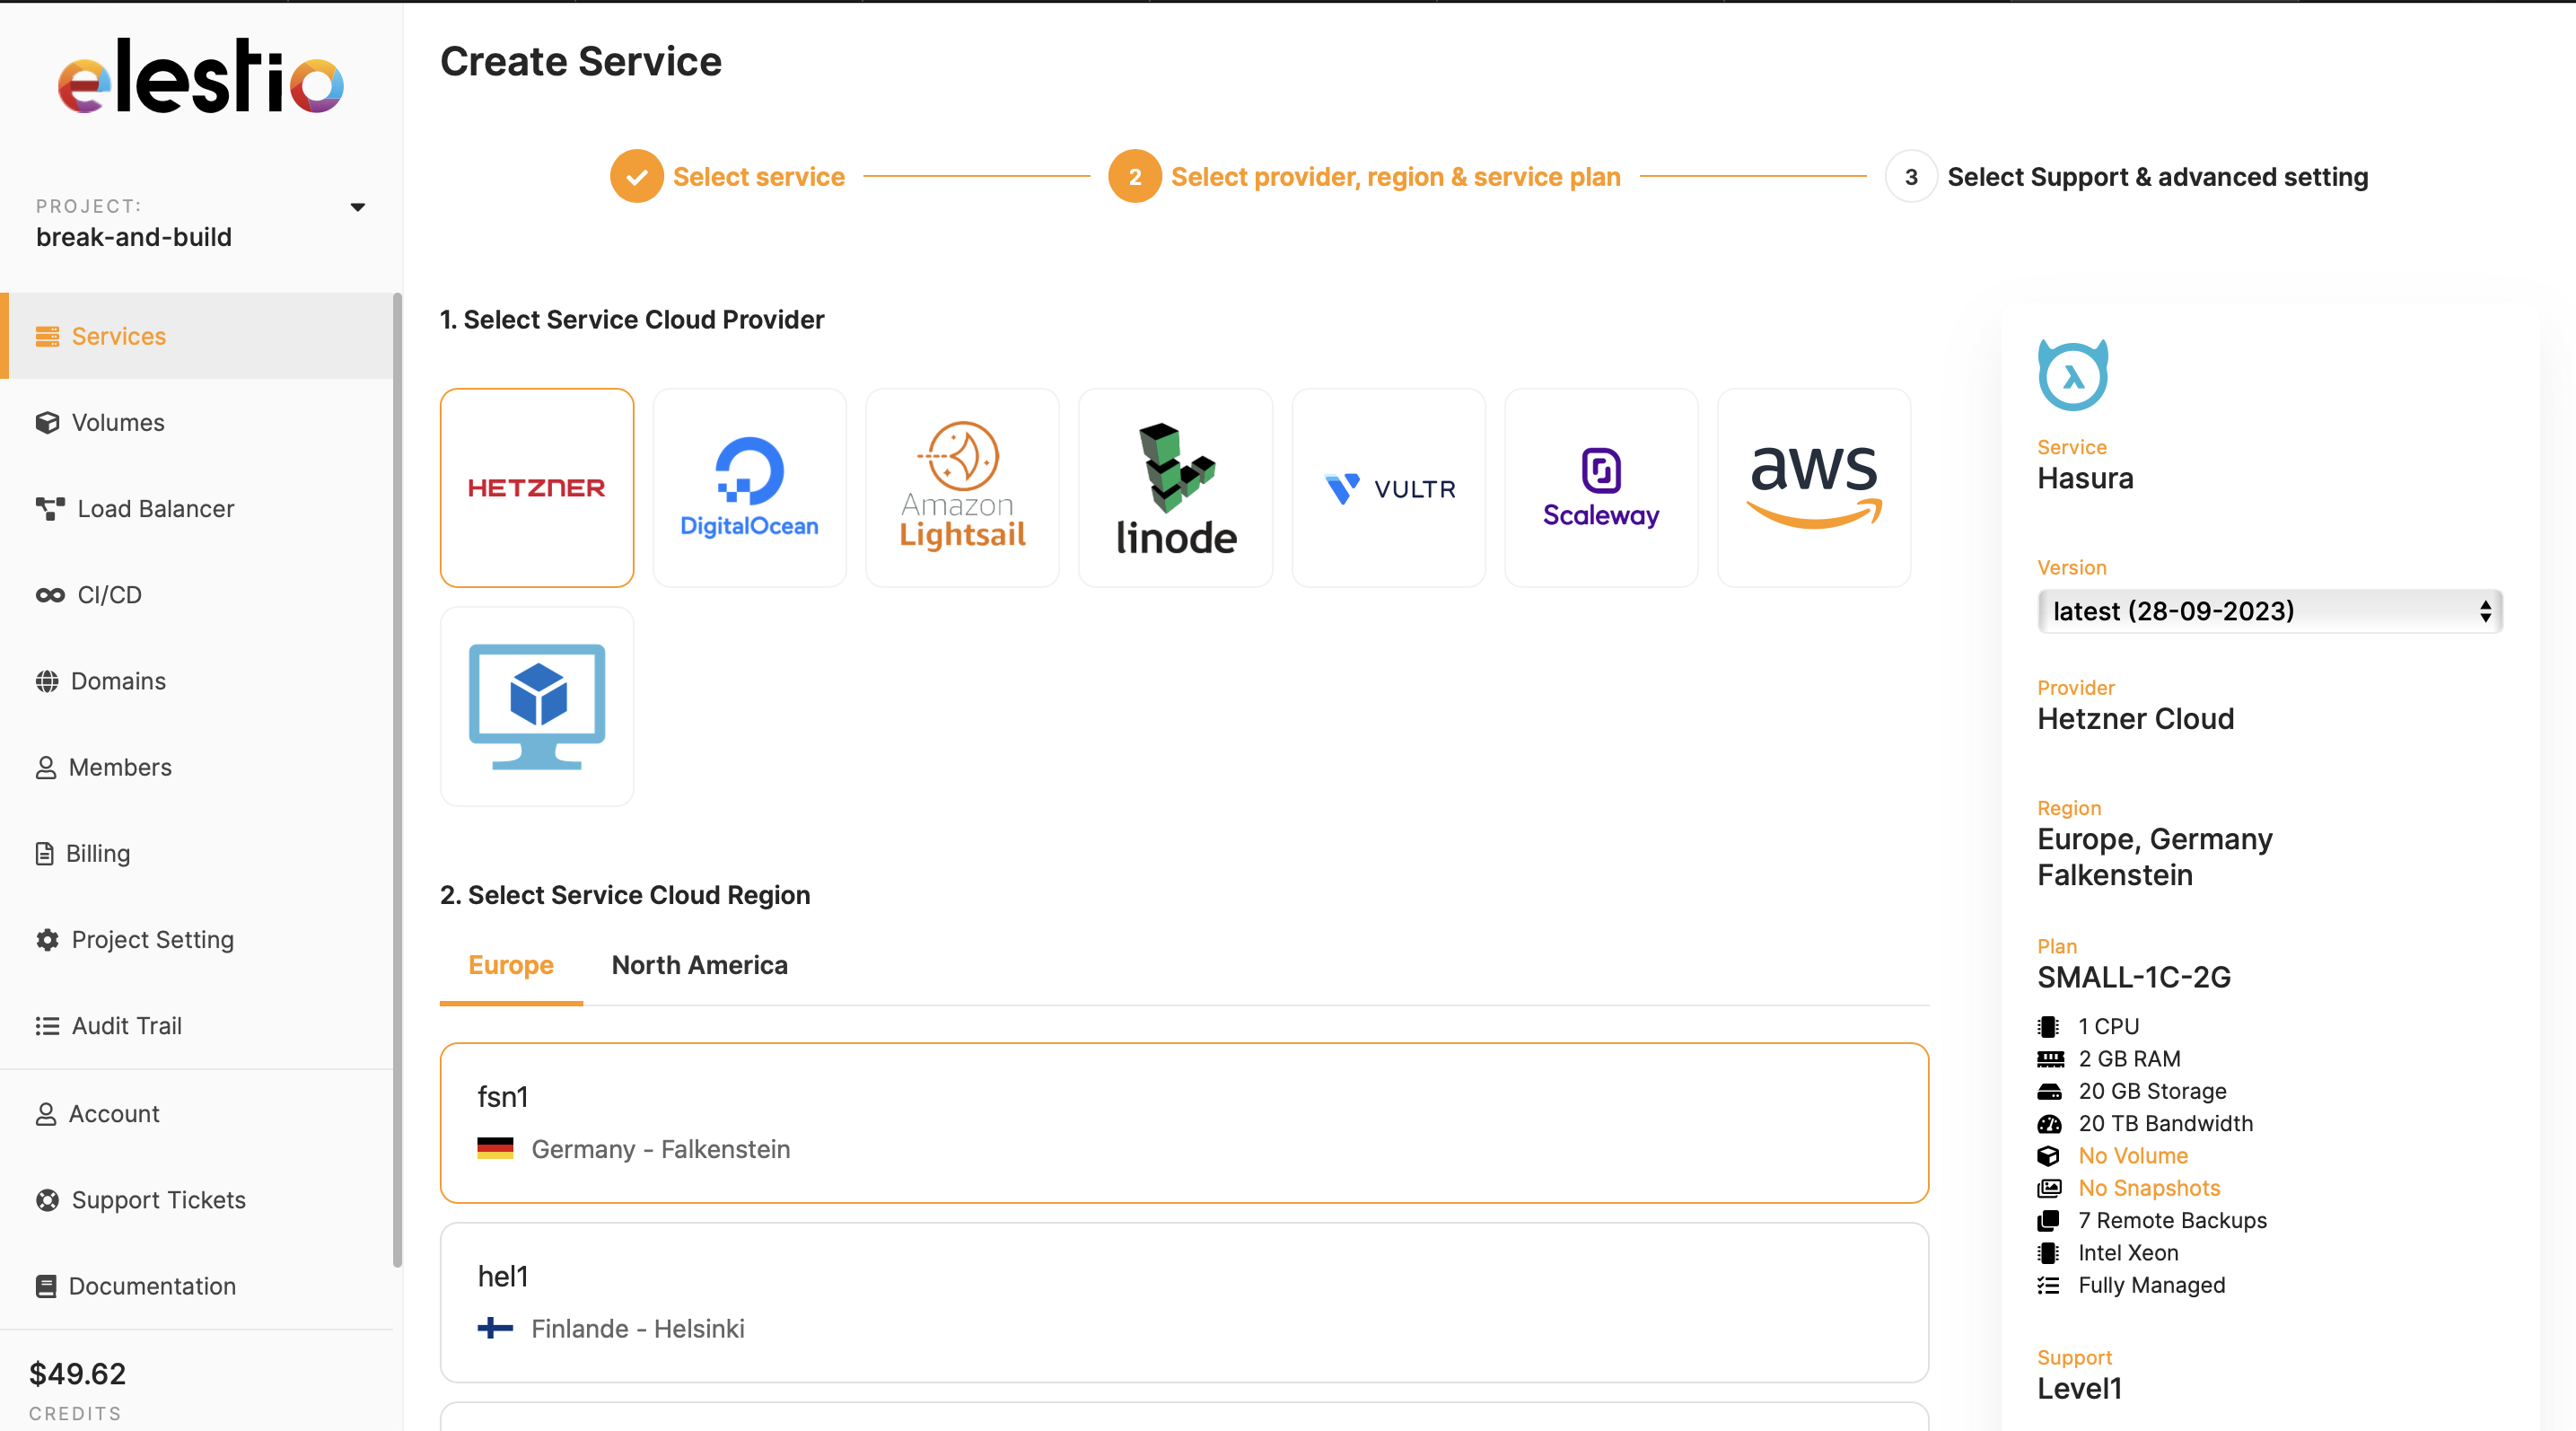 elestio
PROJECT:
break-and-build
Services
Volumes
Load Balancer
CI/CD
Domains
Members
Billing
Project Setting
Audit Trail
Account
Support Tickets
Documentation
$49.62
CREDITS
Create Service
Select service
2 Select provider, region & service plan
3 Select Support & advanced setting
1. Select Service Cloud Provider
HETZNER
DigitalOcean
Amazon
Lightsail
linode
VULTR
Scaleway
aws
2. Select Service Cloud Region
Europe
North America
fsn1
Germany - Falkenstein
hel1
Finlande - Helsinki
λ
Service
Hasura
Version
latest (28-09-2023)
Provider
Hetzner Cloud
Region
Europe, Germany
Falkenstein
Plan
SMALL-1C-2G
1 CPU
2 GB RAM
20 GB Storage
20 TB Bandwidth
No Volume
No Snapshots
7 Remote Backups
Intel Xeon
Fully Managed
Support
Level1